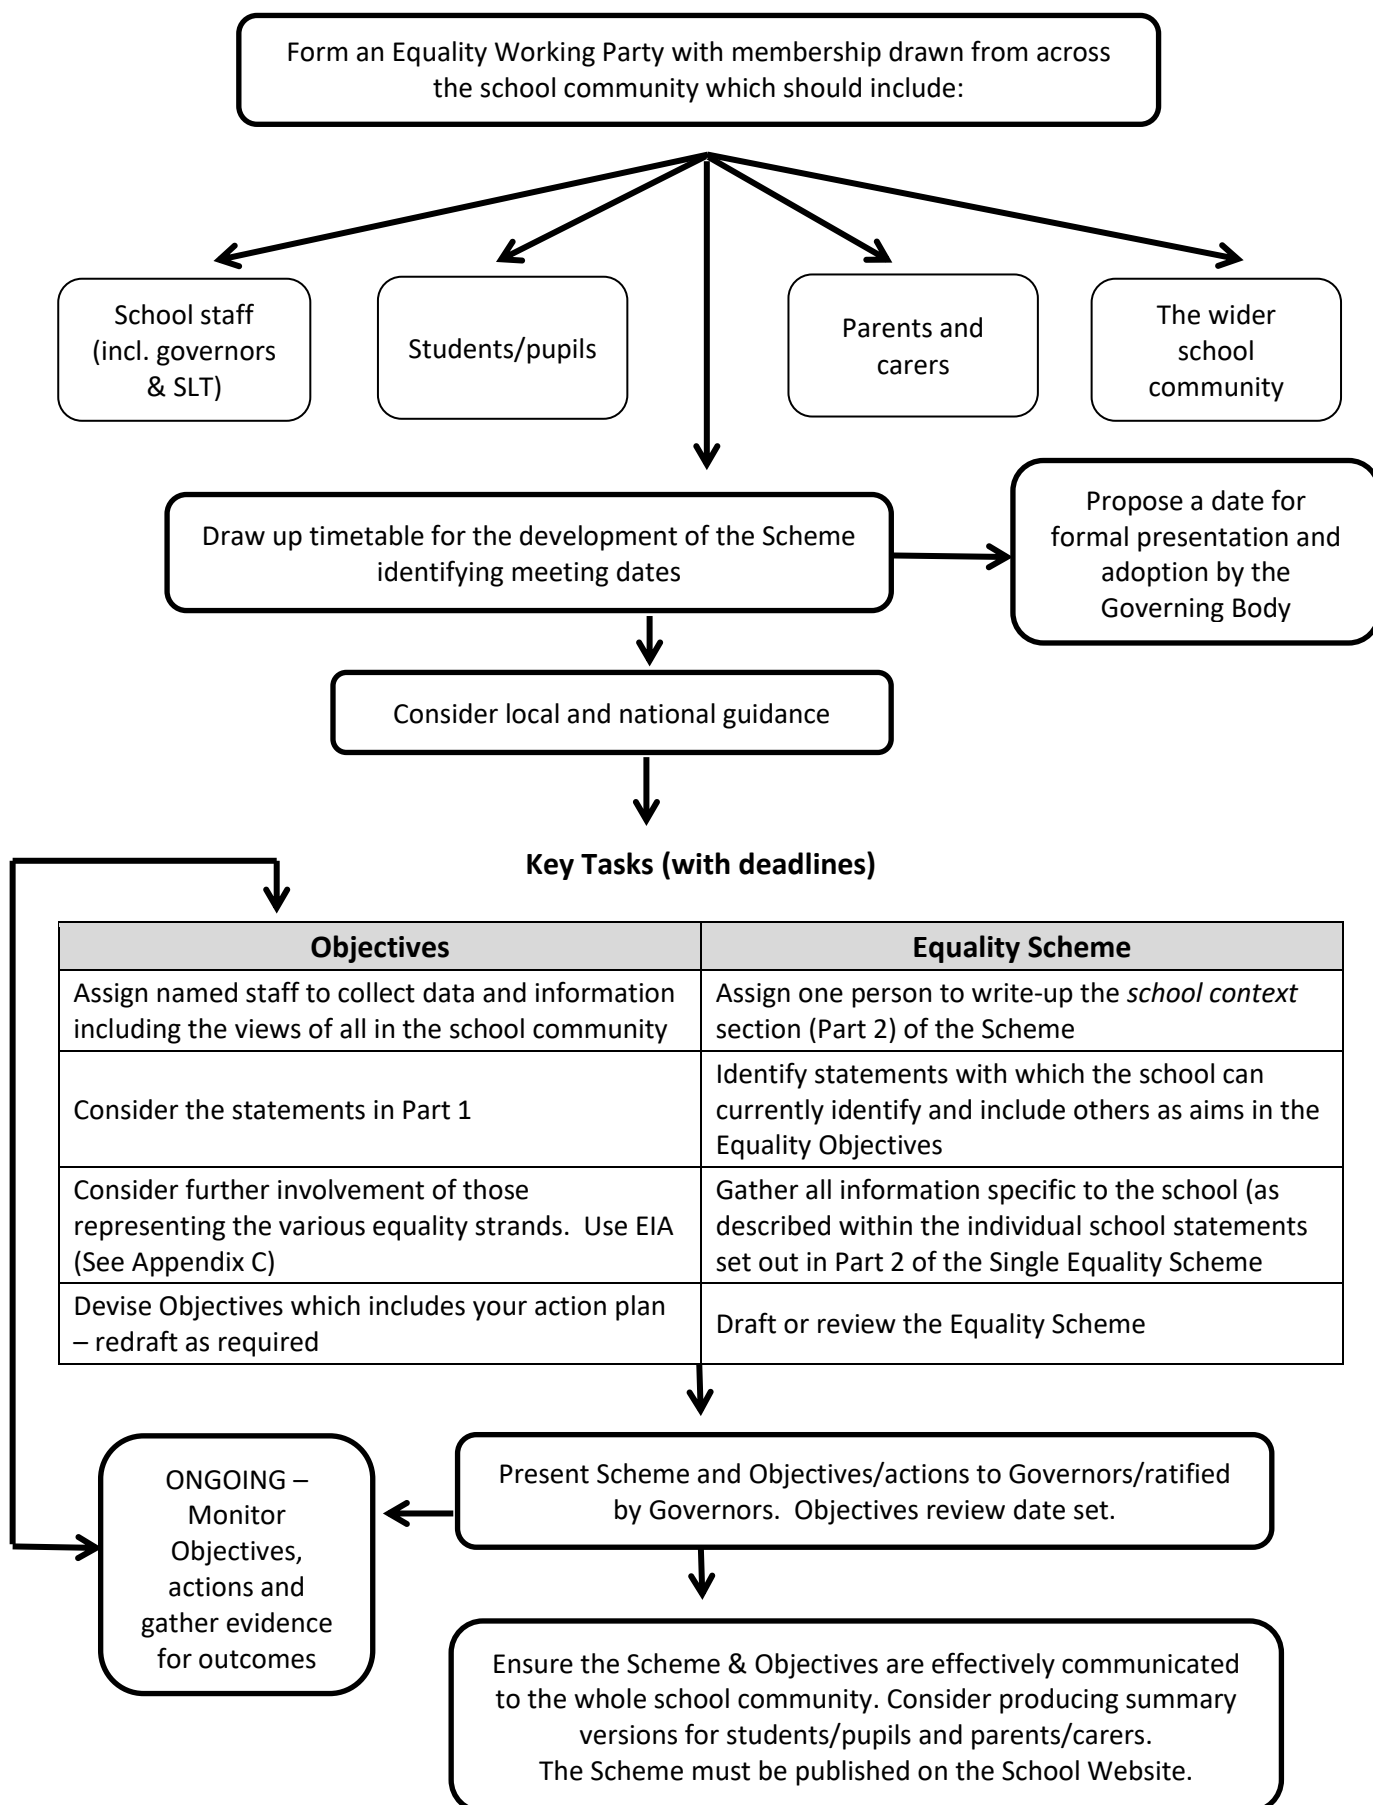 Form an Equality Working Party with membership drawn from across
the school community which should include:
School staff
(incl. governors
& SLT)
Students/pupils
Parents and
carers
The wider
school
community
Draw up timetable for the development of the Scheme
identifying meeting dates
Propose a date for
formal presentation and
adoption by the
Governing Body
Consider local and national guidance
Key Tasks (with deadlines)
Objectives
Equality Scheme
Assign named staff to collect data and information
including the views of all in the school community
Assign one person to write-up the school context
section (Part 2) of the Scheme
Consider the statements in Part 1
Identify statements with which the school can
currently identify and include others as aims in the
Equality Objectives
Consider further involvement of those
representing the various equality strands.  Use EIA
(See Appendix C)
Gather all information specific to the school (as
described within the individual school statements
set out in Part 2 of the Single Equality Scheme
Devise Objectives which includes your action plan
– redraft as required
Draft or review the Equality Scheme
Present Scheme and Objectives/actions to Governors/ratified
by Governors.  Objectives review date set.
ONGOING –
Monitor
Objectives,
actions and
gather evidence
for outcomes
Ensure the Scheme & Objectives are effectively communicated
to the whole school community. Consider producing summary
versions for students/pupils and parents/carers.
The Scheme must be published on the School Website.